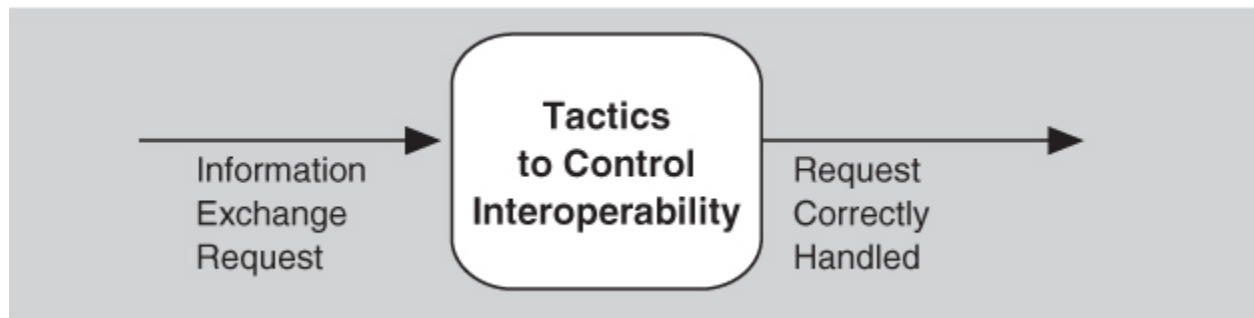 Information
Exchange
Request
Tactics
to Control
Interoperability
Request
Correctly
Handled